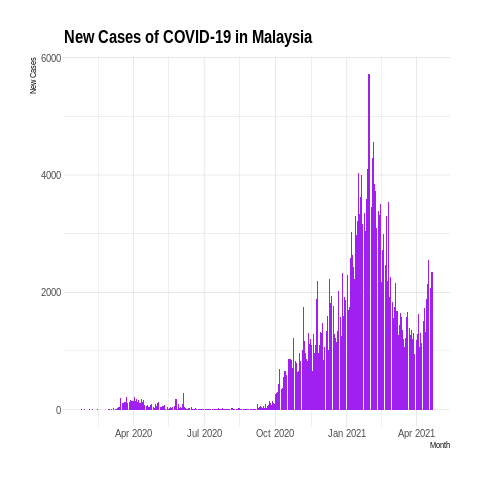 New Cases of COVID-19 in Malaysia
New Cases
6000
4000
2000
0
Apr 2020 Jul 2020 Oct 2020 Jan 2021 Apr 2021
Month